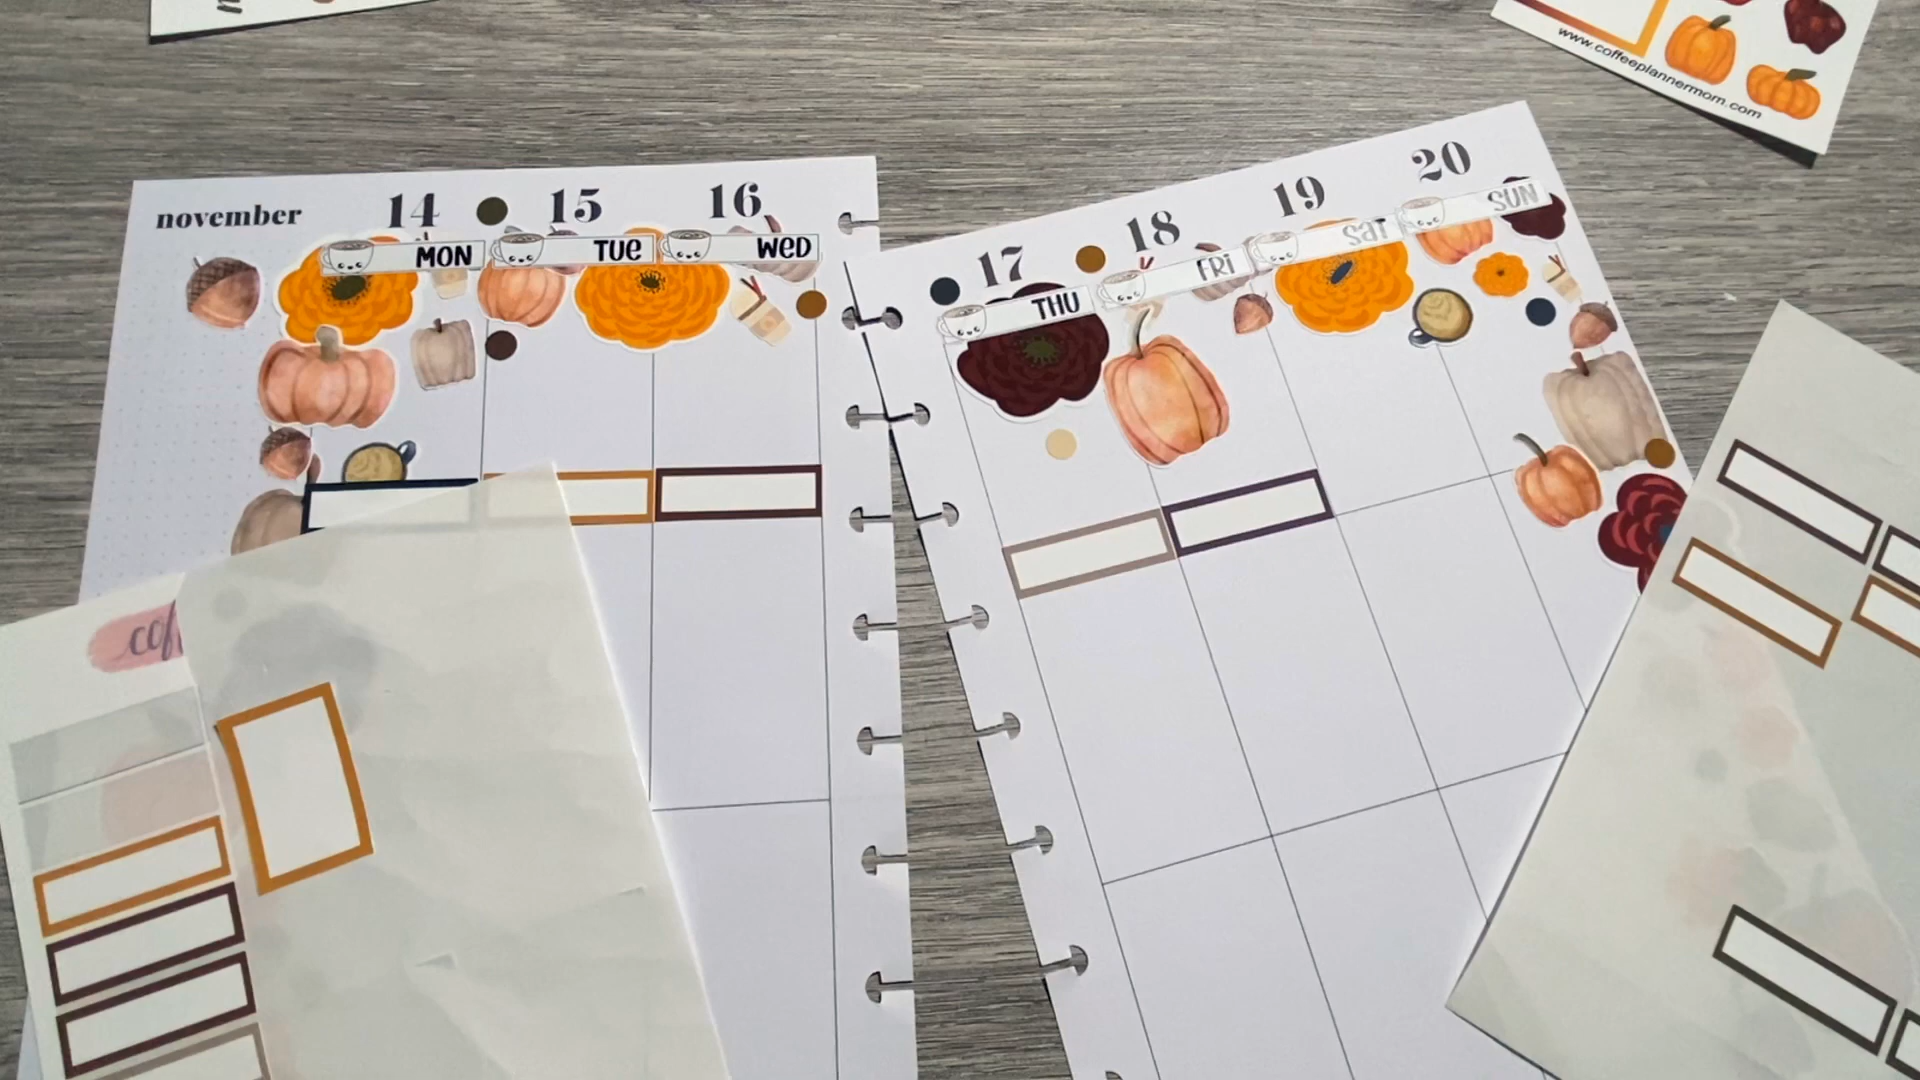 www.coffeeplannermom.com
november 14 15 16
MON TUE WED
17 18 19 20
THU FRI SAT SUN